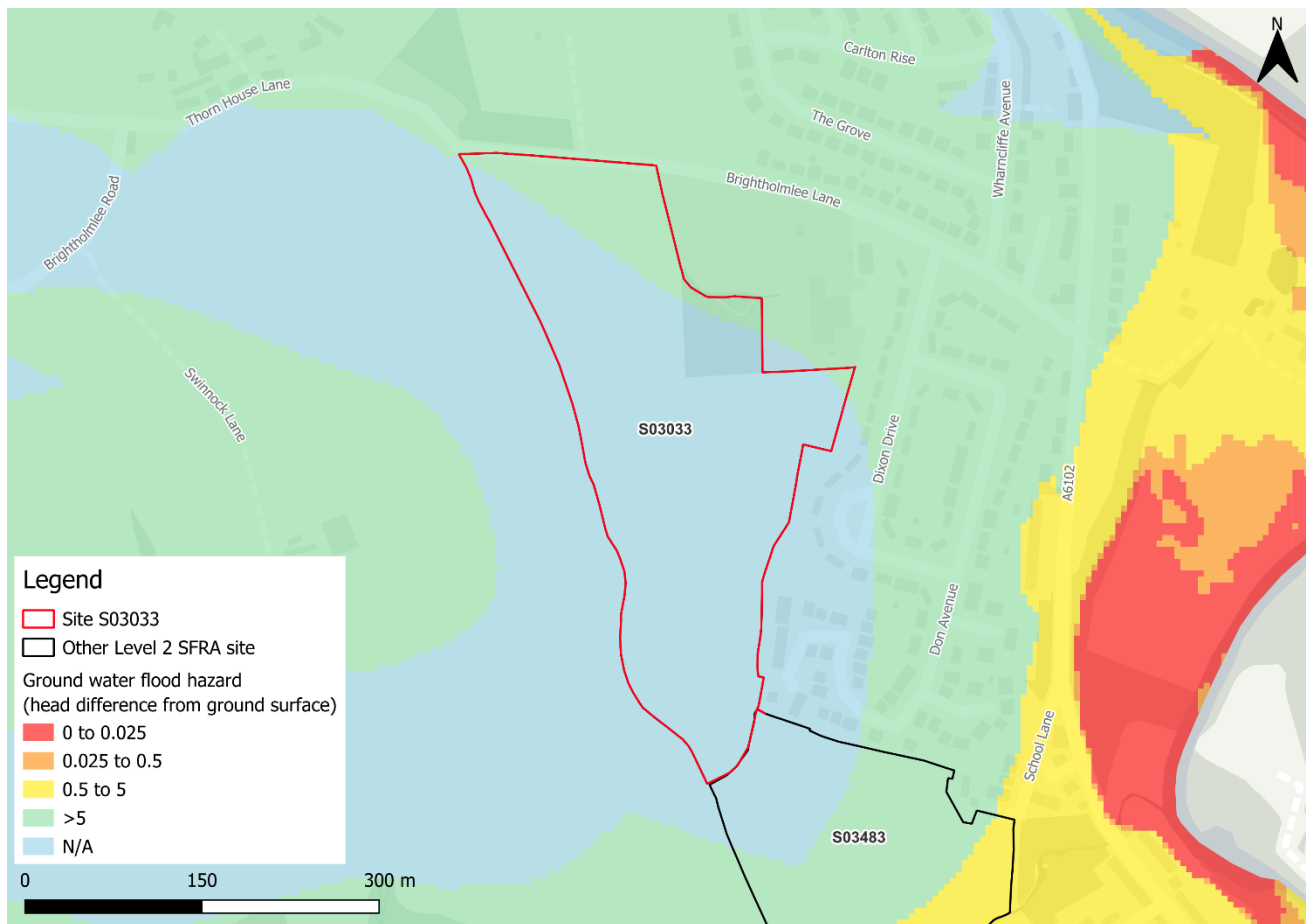 N
Carlton Rise
Thorn House Lane
The Grove
Wharncliffe Avenue
Brightholmlee Lane
Brightholmlee Road
Swinnock Lane
S03033
Dixon Drive
A6102
Don Avenue
School Lane
S03483
Legend
Site S03033
Other Level 2 SFRA site
Ground water flood hazard
(head difference from ground surface)
0 to 0.025
0.025 to 0.5
0.5 to 5
>5
N/A
0 150 300 m